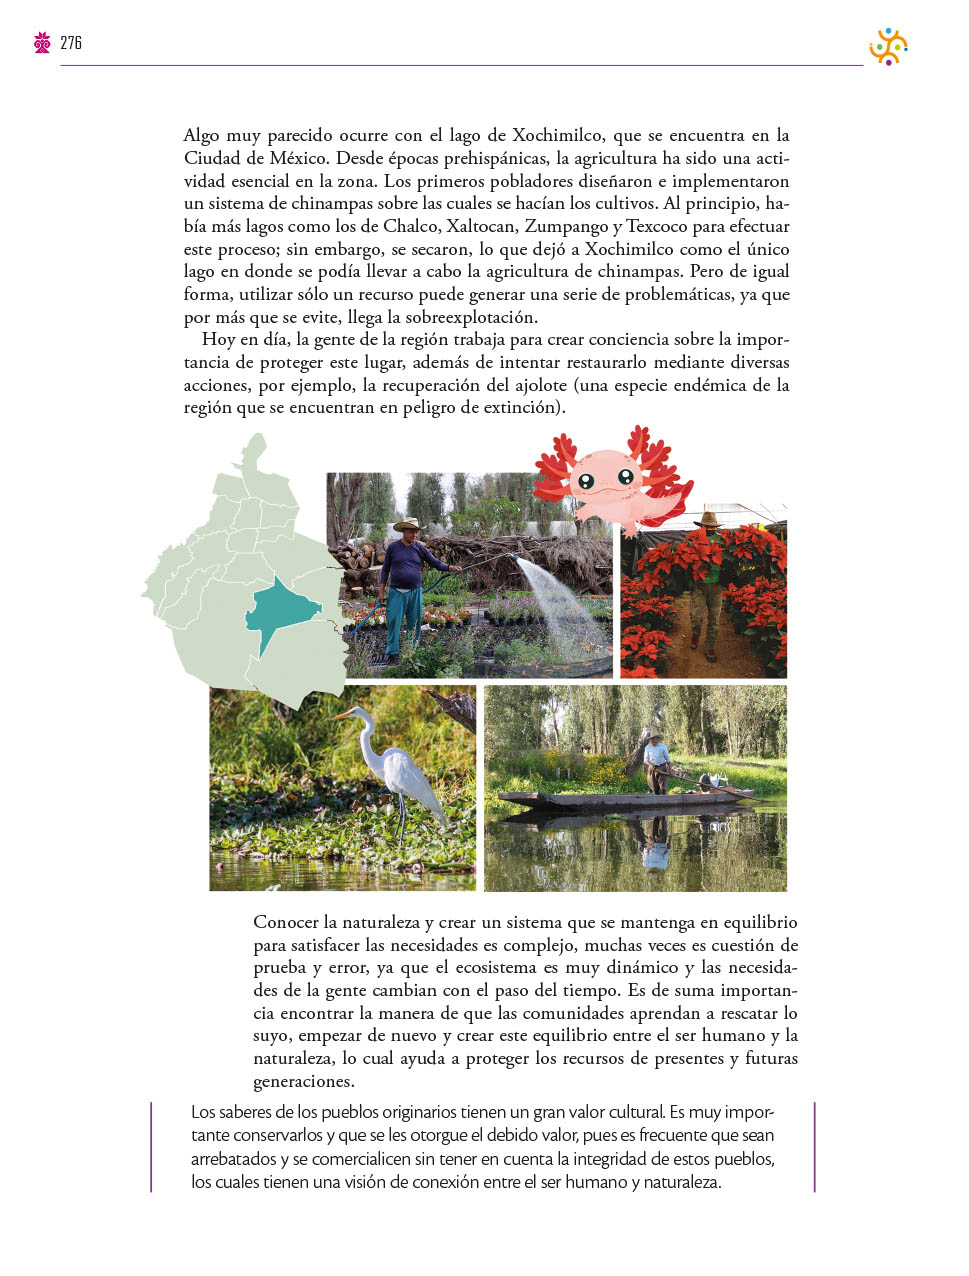 276
Algo muy parecido ocurre con el lago de Xochimilco, que se encuentra en la
Ciudad de México. Desde épocas prehispánicas, la agricultura ha sido una acti-
vidad esencial en la zona. Los primeros pobladores diseñaron e implementaron
un sistema de chinampas sobre las cuales se hacían los cultivos. Al principio, ha-
bía más lagos como los de Chalco, Xaltocan, Zumpango y Texcoco para efectuar
este proceso; sin embargo, se secaron, lo que dejó a Xochimilco como el único
lago en donde se podía llevar a cabo la agricultura de chinampas. Pero de igual
forma, utilizar sólo un recurso puede generar una serie de problemáticas, ya que
por más que se evite, llega la sobreexplotación.
Hoy en día, la gente de la región trabaja para crear conciencia sobre la impor-
tancia de proteger este lugar, además de intentar restaurarlo mediante diversas
acciones, por ejemplo, la recuperación del ajolote (una especie endémica de la
región que se encuentran en peligro de extinción).
Conocer la naturaleza y crear un sistema que se mantenga en equilibrio
para satisfacer las necesidades es complejo, muchas veces es cuestión de
prueba y error, ya que el ecosistema es muy dinámico y las necesida-
des de la gente cambian con el paso del tiempo. Es de suma importan-
cia encontrar la manera de que las comunidades aprendan a rescatar lo
suyo, empezar de nuevo y crear este equilibrio entre el ser humano y la
naturaleza, lo cual ayuda a proteger los recursos de presentes y futuras
generaciones.
Los saberes de los pueblos originarios tienen un gran valor cultural. Es muy impor-
tante conservarlos y que se les otorgue el debido valor, pues es frecuente que sean
arrebatados y se comercialicen sin tener en cuenta la integridad de estos pueblos,
los cuales tienen una visión de conexión entre el ser humano y naturaleza.